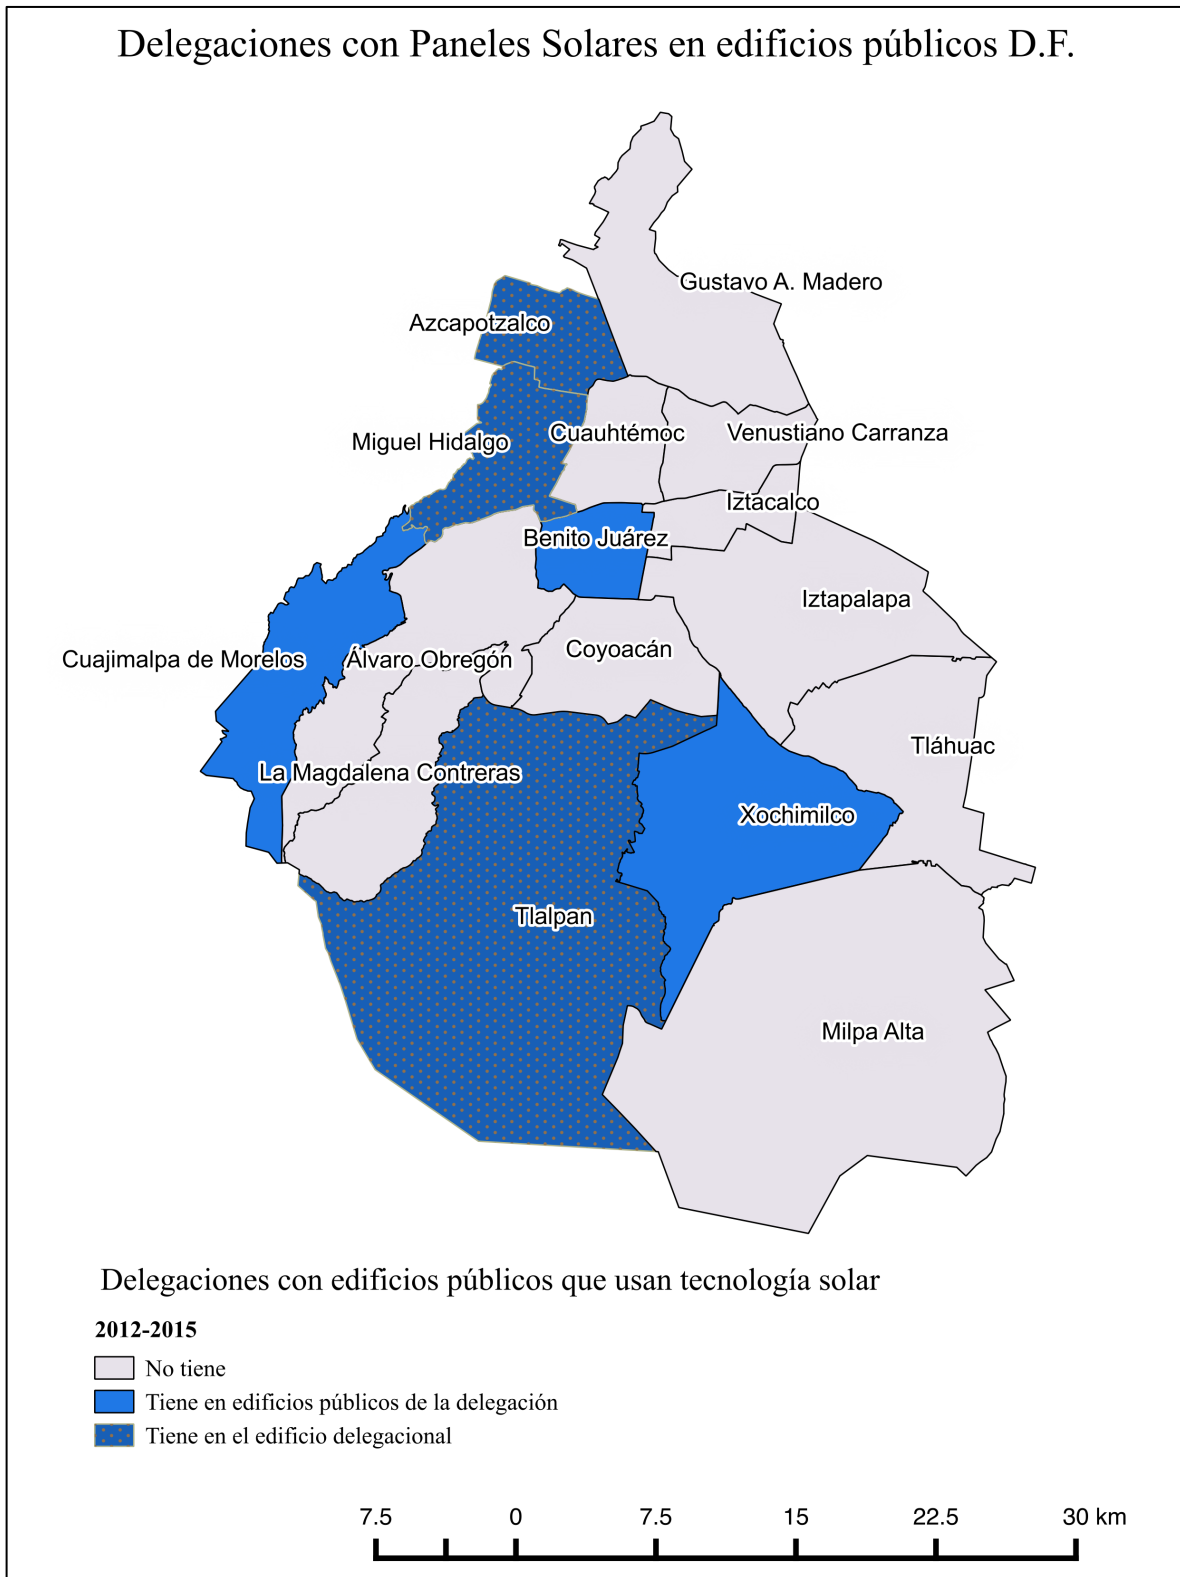 Delegaciones con Paneles Solares en edificios públicos D.F.
Gustavo A. Madero
Azcapotzalco
Miguel Hidalgo
Cuauhtémoc
Venustiano Carranza
Iztacalco
Benito Juárez
Iztapalapa
Cuajimalpa de Morelos
Álvaro Obregón
Coyoacán
Tláhuac
La Magdalena Contreras
Xochimilco
Tlalpan
Milpa Alta
Delegaciones con edificios públicos que usan tecnología solar
2012-2015
No tiene
Tiene en edificios públicos de la delegación
Tiene en el edificio delegacional
7.5 0 7.5 15 22.5 30 km